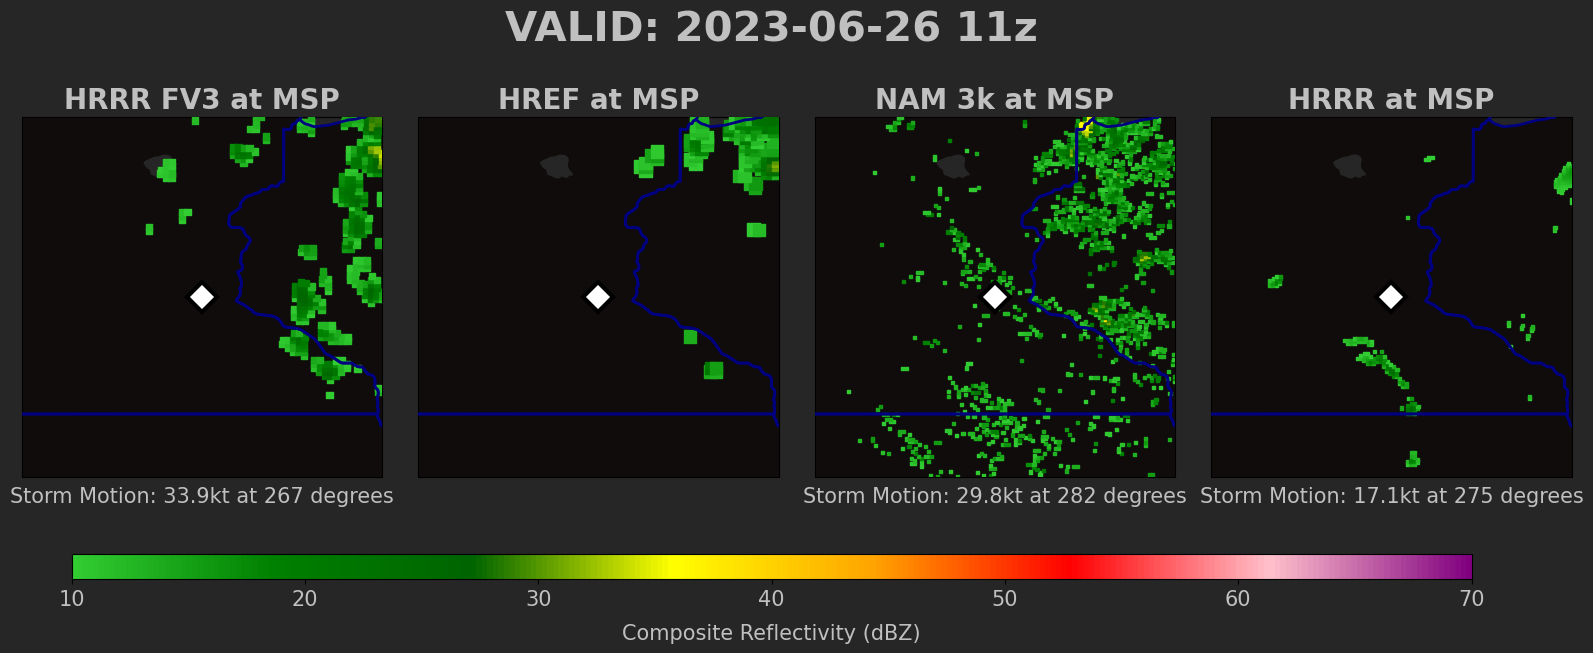 VALID: 2023-06-26 11z
HRRR FV3 at MSP
HREF at MSP
NAM 3k at MSP
HRRR at MSP
Storm Motion: 33.9kt at 267 degrees
Storm Motion: 29.8kt at 282 degrees
Storm Motion: 17.1kt at 275 degrees
10 20 30 40 50 60 70
Composite Reflectivity (dBZ)